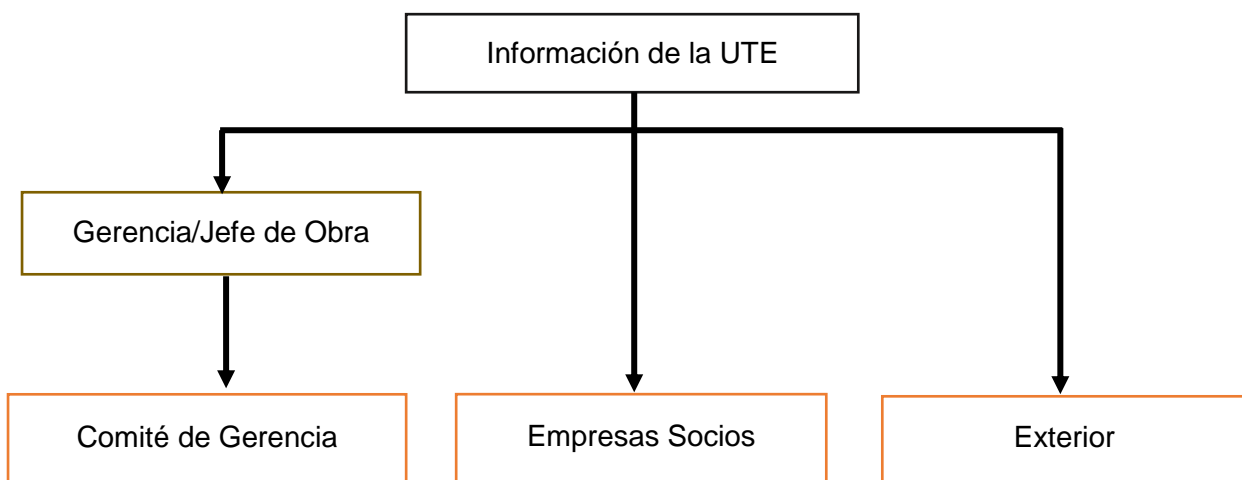 Información de la UTE
Gerencia/Jefe de Obra
Comité de Gerencia
Empresas Socios
Exterior